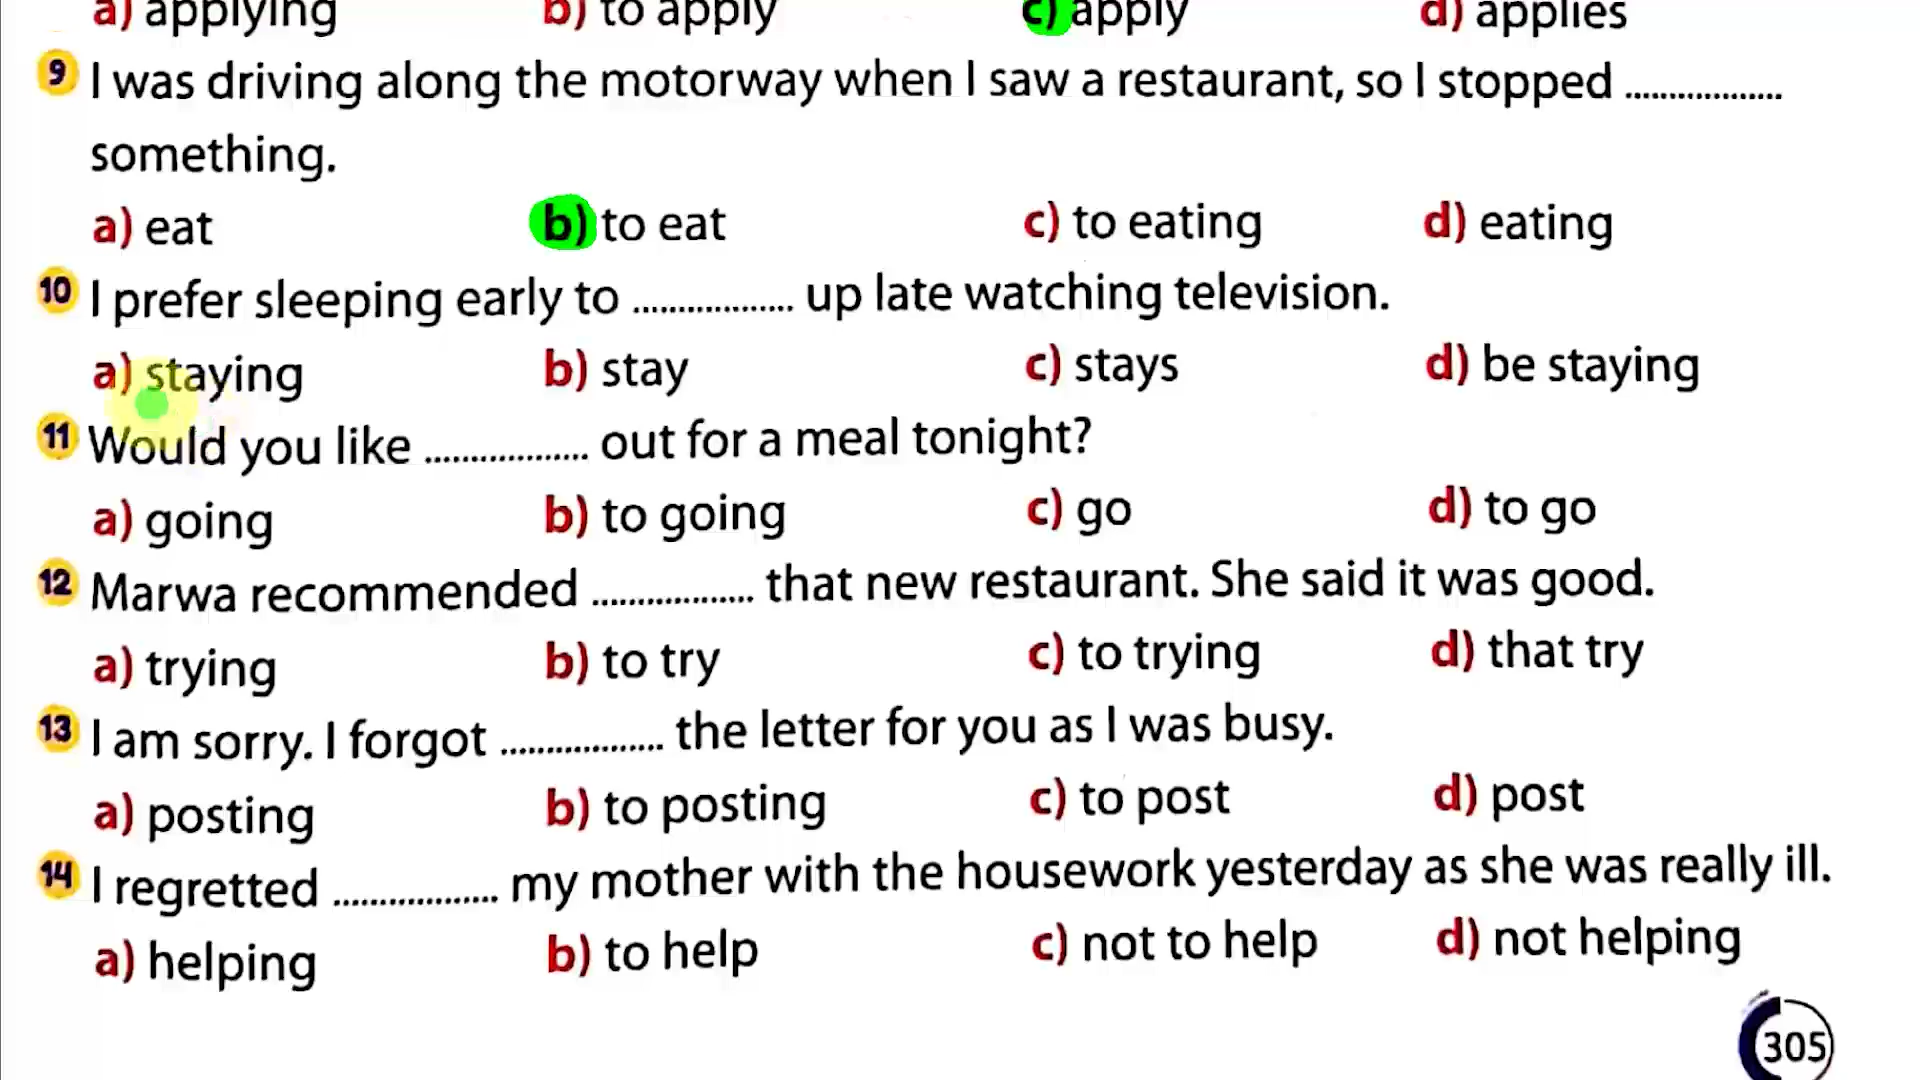 a) applying b) to apply c) apply d) applies
9 I was driving along the motorway when I saw a restaurant, so I stopped ..................
something.
a) eat b) to eat c) to eating d) eating
10 I prefer sleeping early to .................. up late watching television.
a) staying b) stay c) stays d) be staying
11 Would you like .................. out for a meal tonight?
a) going b) to going c) go d) to go
12 Marwa recommended .................. that new restaurant. She said it was good.
a) trying b) to try c) to trying d) that try
13 I am sorry. I forgot .................. the letter for you as I was busy.
a) posting b) to posting c) to post d) post
14 I regretted .................. my mother with the housework yesterday as she was really ill.
a) helping b) to help c) not to help d) not helping
305